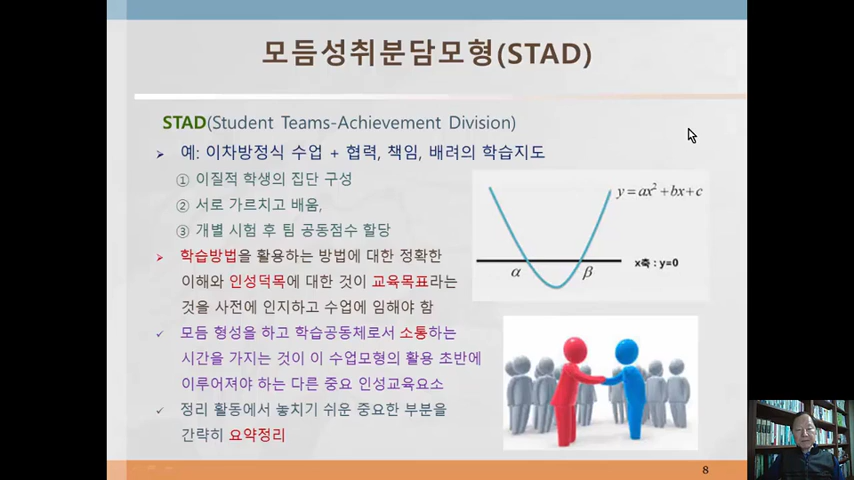 모듬성취분담모형(STAD)
STAD(Student Teams-Achievement Division)
예: 이차방정식 수업 + 협력, 책임, 배려의 학습지도
① 이질적 학생의 집단 구성
② 서로 가르치고 배움,
③ 개별 시험 후 팀 공동점수 할당
학습방법을 활용하는 방법에 대한 정확한
이해와 인성덕목에 대한 것이 교육목표라는
것을 사전에 인지하고 수업에 임해야 함
모듬 형성을 하고 학습공동체로서 소통하는
시간을 가지는 것이 이 수업모형의 활용 초반에
이루어져야 하는 다른 중요 인성교육요소
정리 활동에서 놓치기 쉬운 중요한 부분을
간략히 요약정리
y = ax² + bx + c
x축 : y=0
α β
8